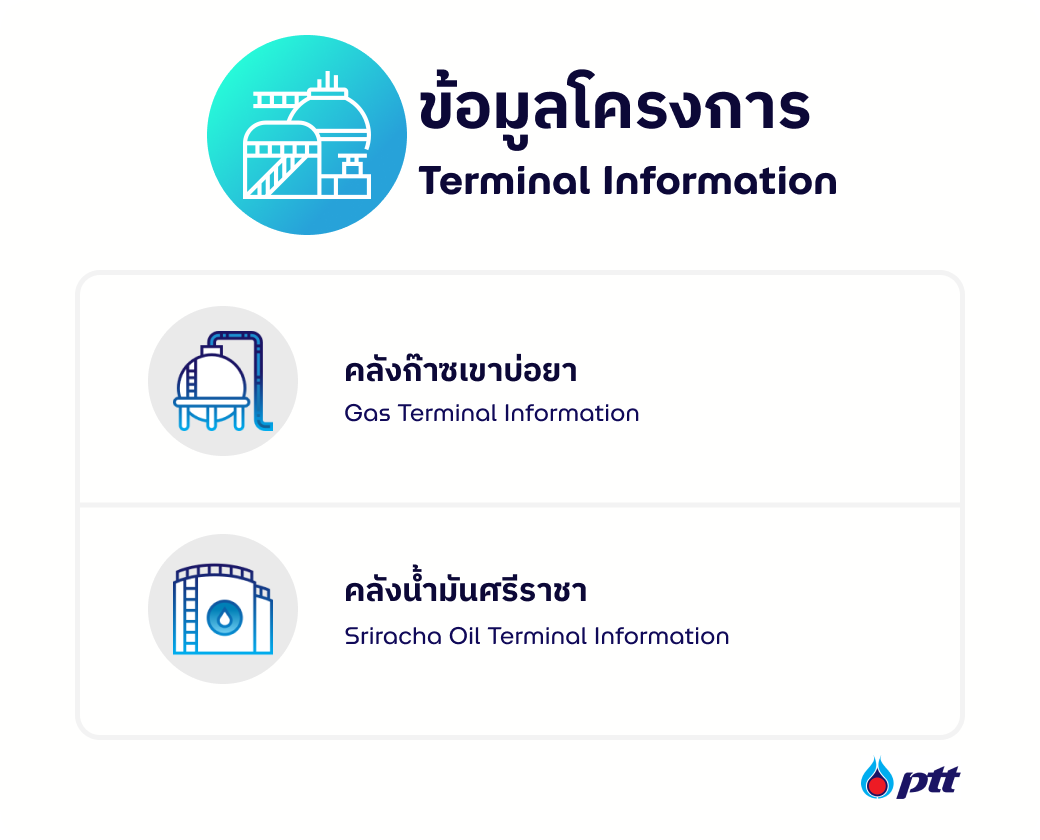 ข้อมูลโครงการ
Terminal Information
คลังก๊าซเขาบ่อยา
Gas Terminal Information
คลังน้ำมันศรีราชา
Sriracha Oil Terminal Information
ptt